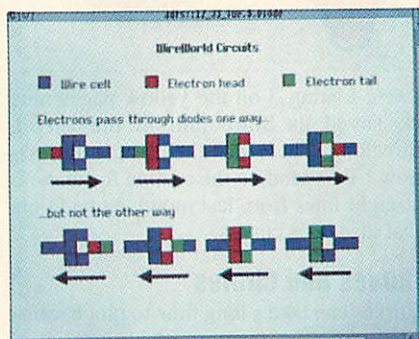 WireWorld Circuits
Wire cell Electron head Electron tail
Electrons pass through diodes one way...
...but not the other way